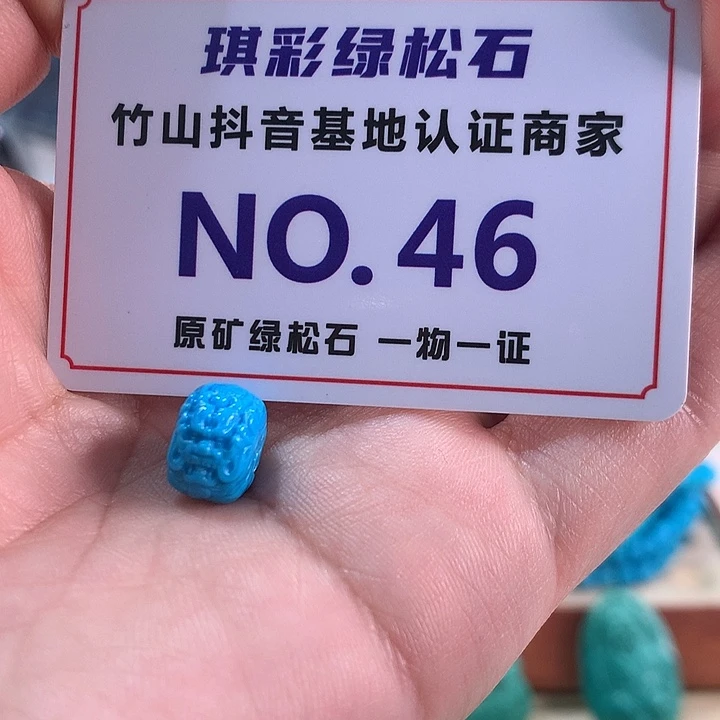 琪彩绿松石
竹山抖音基地认证商家
NO.46
原矿绿松石 一物一证